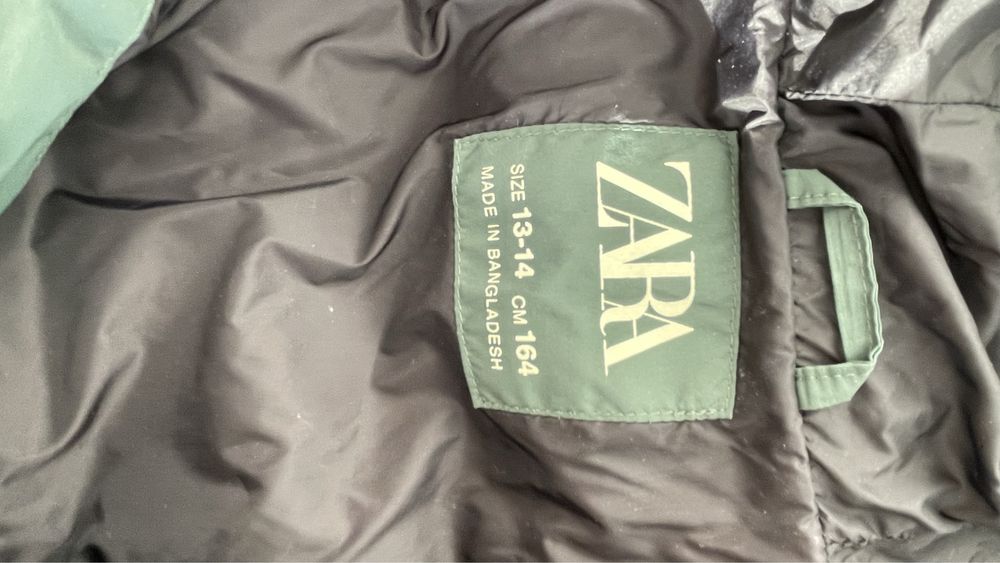 ZARA
SIZE 13-14 CM 164
MADE IN BANGLADESH